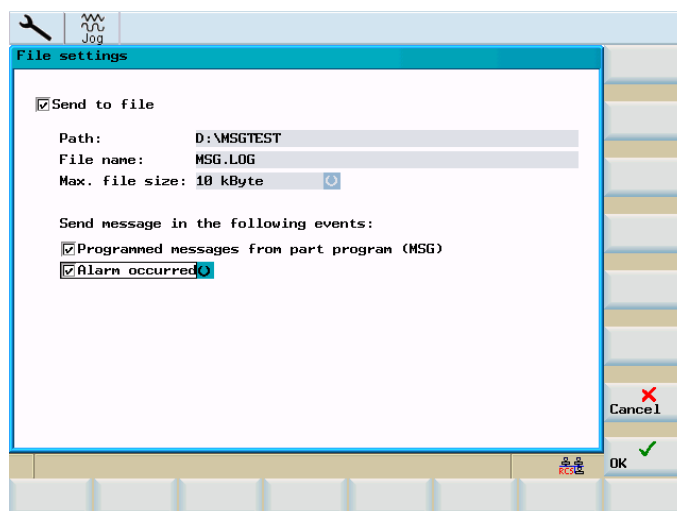 Jog
File settings
Send to file
Path: D:\MSGTEST
File name: MSG.LOG
Max. file size: 10 kByte
Send message in the following events:
Programmed messages from part program (MSG)
Alarm occurred
Cancel
RCS
OK